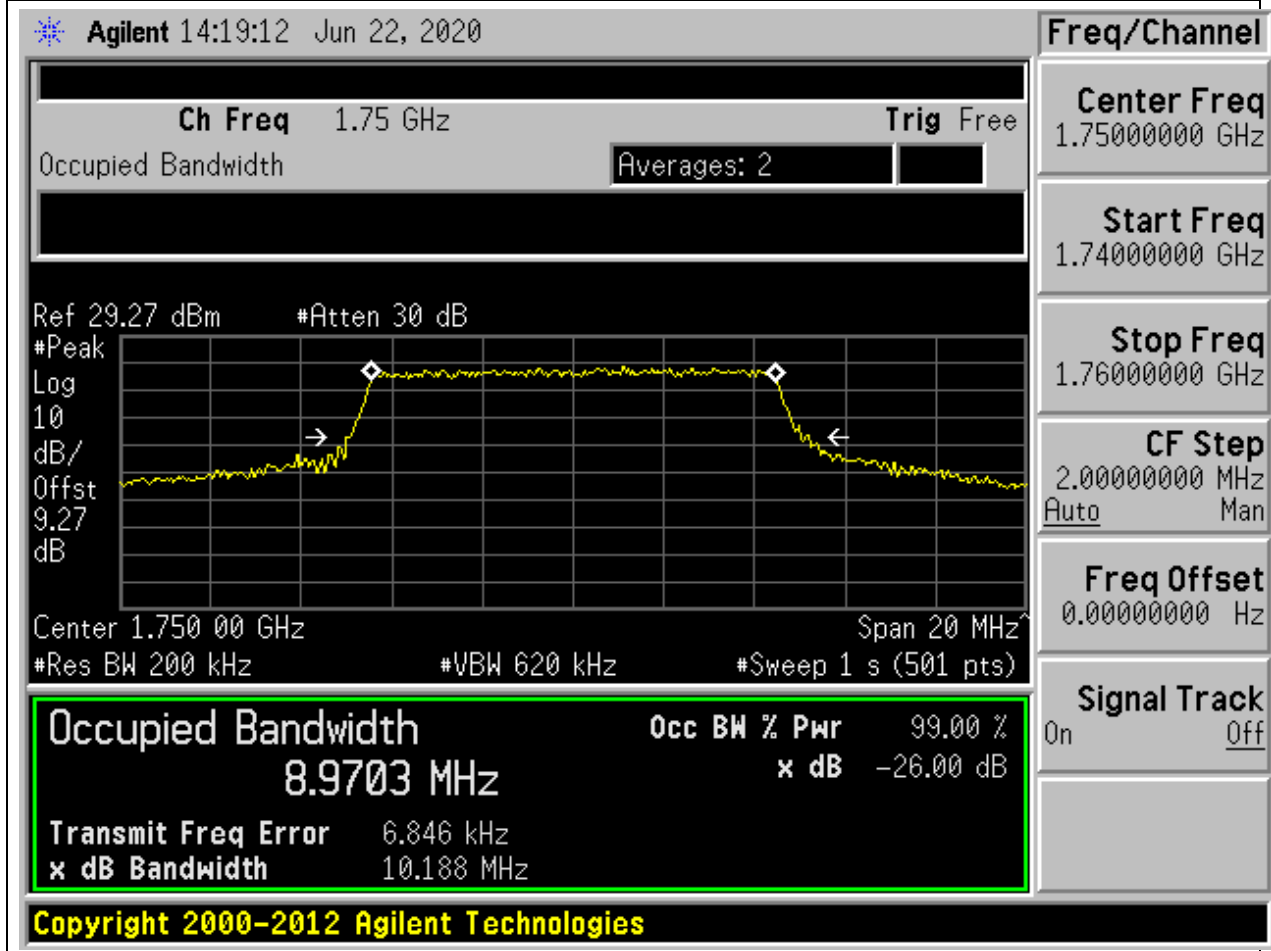 Agilent 14:19:12 Jun 22, 2020
Freq/Channel
Ch Freq 1.75 GHz Trig Free
Occupied Bandwidth Averages: 2
Ref 29.27 dBm #Atten 30 dB
#Peak
Log
10
dB/
Offst
9.27
dB
Center 1.750 00 GHz Span 20 MHz^
#Res BW 200 kHz #VBW 620 kHz #Sweep 1 s (501 pts)
Occupied Bandwidth
8.9703 MHz
Occ BW % Pwr 99.00 %
x dB -26.00 dB
Transmit Freq Error 6.846 kHz
x dB Bandwidth 10.188 MHz
Center Freq
1.75000000 GHz
Start Freq
1.74000000 GHz
Stop Freq
1.76000000 GHz
CF Step
2.00000000 MHz
Auto Man
Freq Offset
0.00000000 Hz
Signal Track
On Off
Copyright 2000-2012 Agilent Technologies